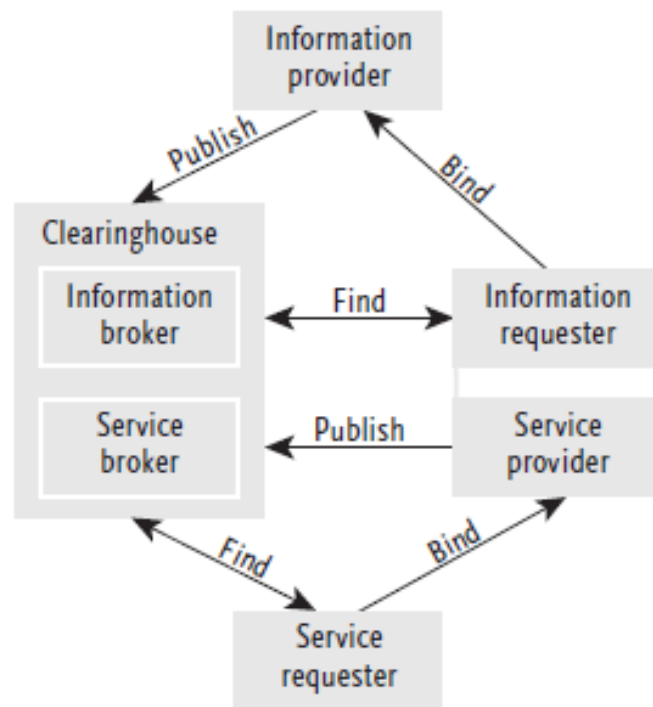 Information
provider
Publish
Bind
Clearinghouse
Information
broker
Find
Information
requester
Service
broker
Publish
Service
provider
Find
Bind
Service
requester